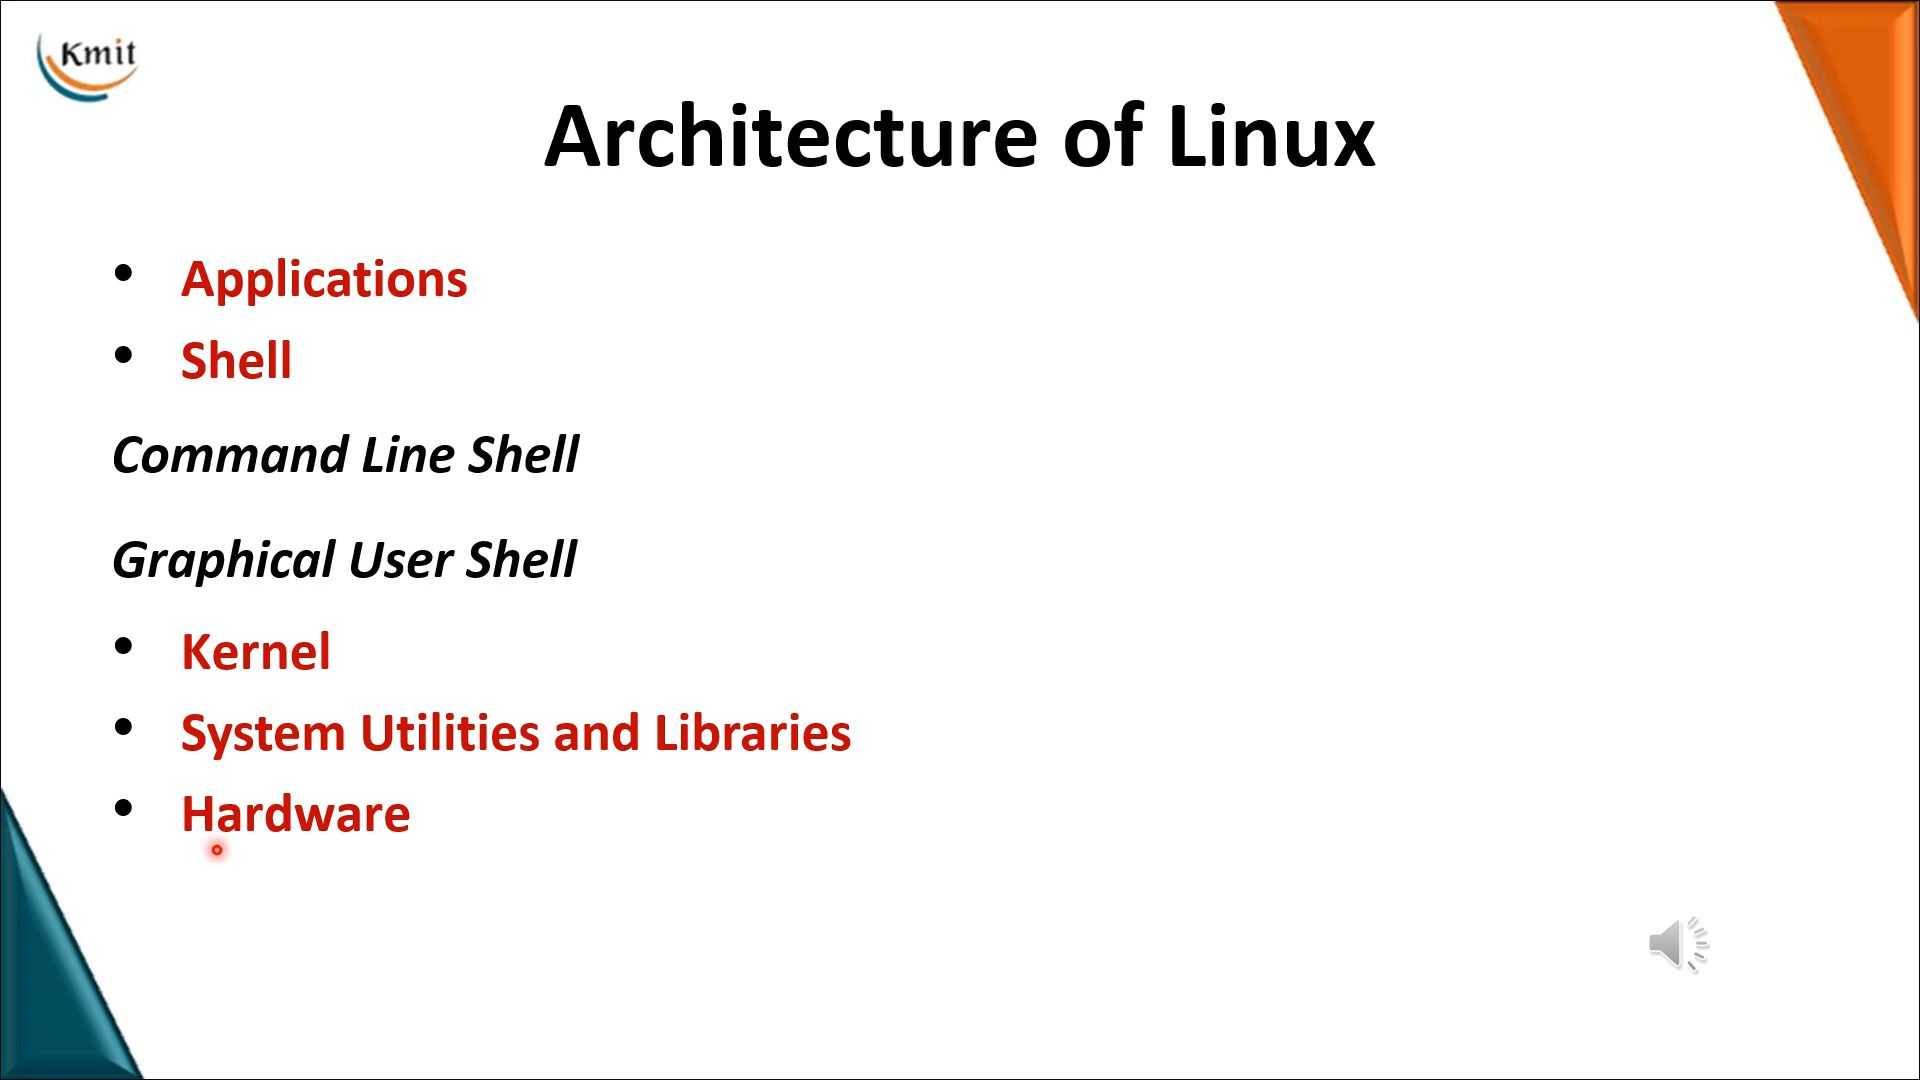 Kmit
Architecture of Linux
• Applications
• Shell
Command Line Shell
Graphical User Shell
• Kernel
• System Utilities and Libraries
• Hardware